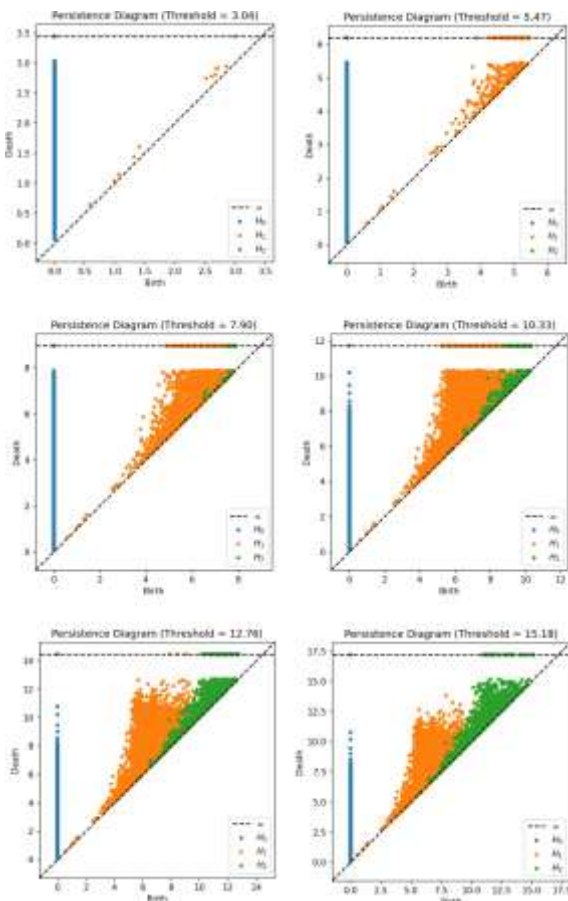 Persistence Diagram (Threshold = 3.04)
3.5
3.0
2.5
2.0
1.5
1.0
0.5
0.0
Death
∞
H₀
H₁
H₂
0.0 0.5 1.0 1.5 2.0 2.5 3.0 3.5
Birth
Persistence Diagram (Threshold = 5.47)
6
5
4
3
2
1
0
Death
∞
H₀
H₁
H₂
0 1 2 3 4 5 6
Birth
Persistence Diagram (Threshold = 7.90)
8
6
4
2
0
Death
∞
H₀
H₁
H₂
0 2 4 6 8
Birth
Persistence Diagram (Threshold = 10.33)
12
10
8
6
4
2
0
Death
∞
H₀
H₁
H₂
0 2 4 6 8 10 12
Birth
Persistence Diagram (Threshold = 12.76)
14
12
10
8
6
4
2
0
Death
∞
H₀
H₁
H₂
0 2 4 6 8 10 12 14
Birth
Persistence Diagram (Threshold = 15.18)
17.5
15.0
12.5
10.0
7.5
5.0
2.5
0.0
Death
∞
H₀
H₁
H₂
0.0 2.5 5.0 7.5 10.0 12.5 15.0 17.5
Birth